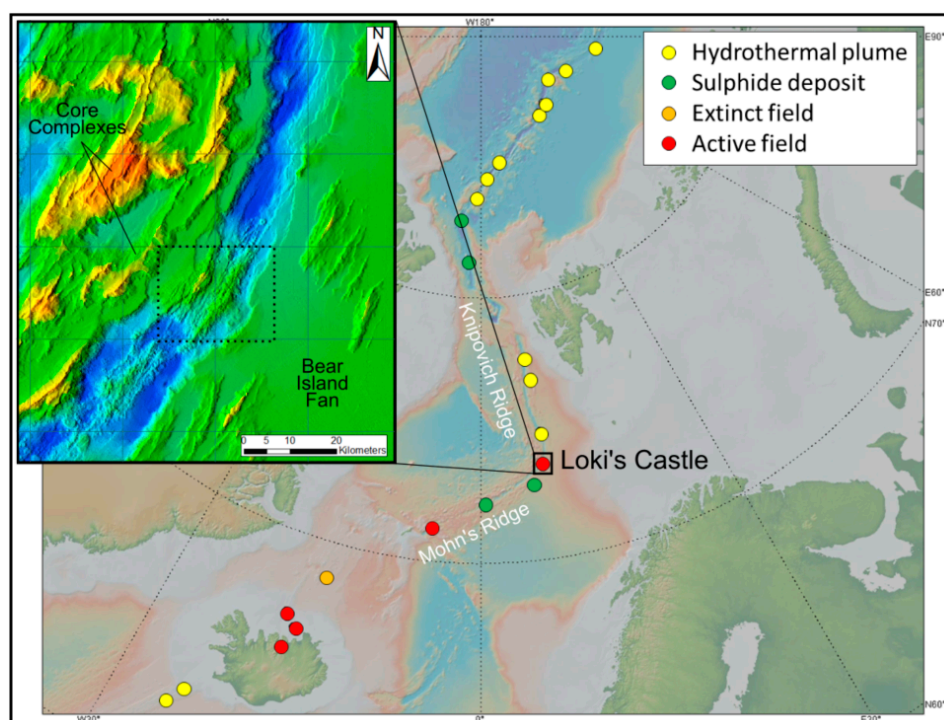 W180°
E90°
N
Core
Complexes
Bear
Island
Fan
0 5 10 20
Kilometers
Hydrothermal plume
Sulphide deposit
Extinct field
Active field
E60°
N70°
Knipovich Ridge
Loki's Castle
Mohn's Ridge
W30°
0°
E30°
N60°